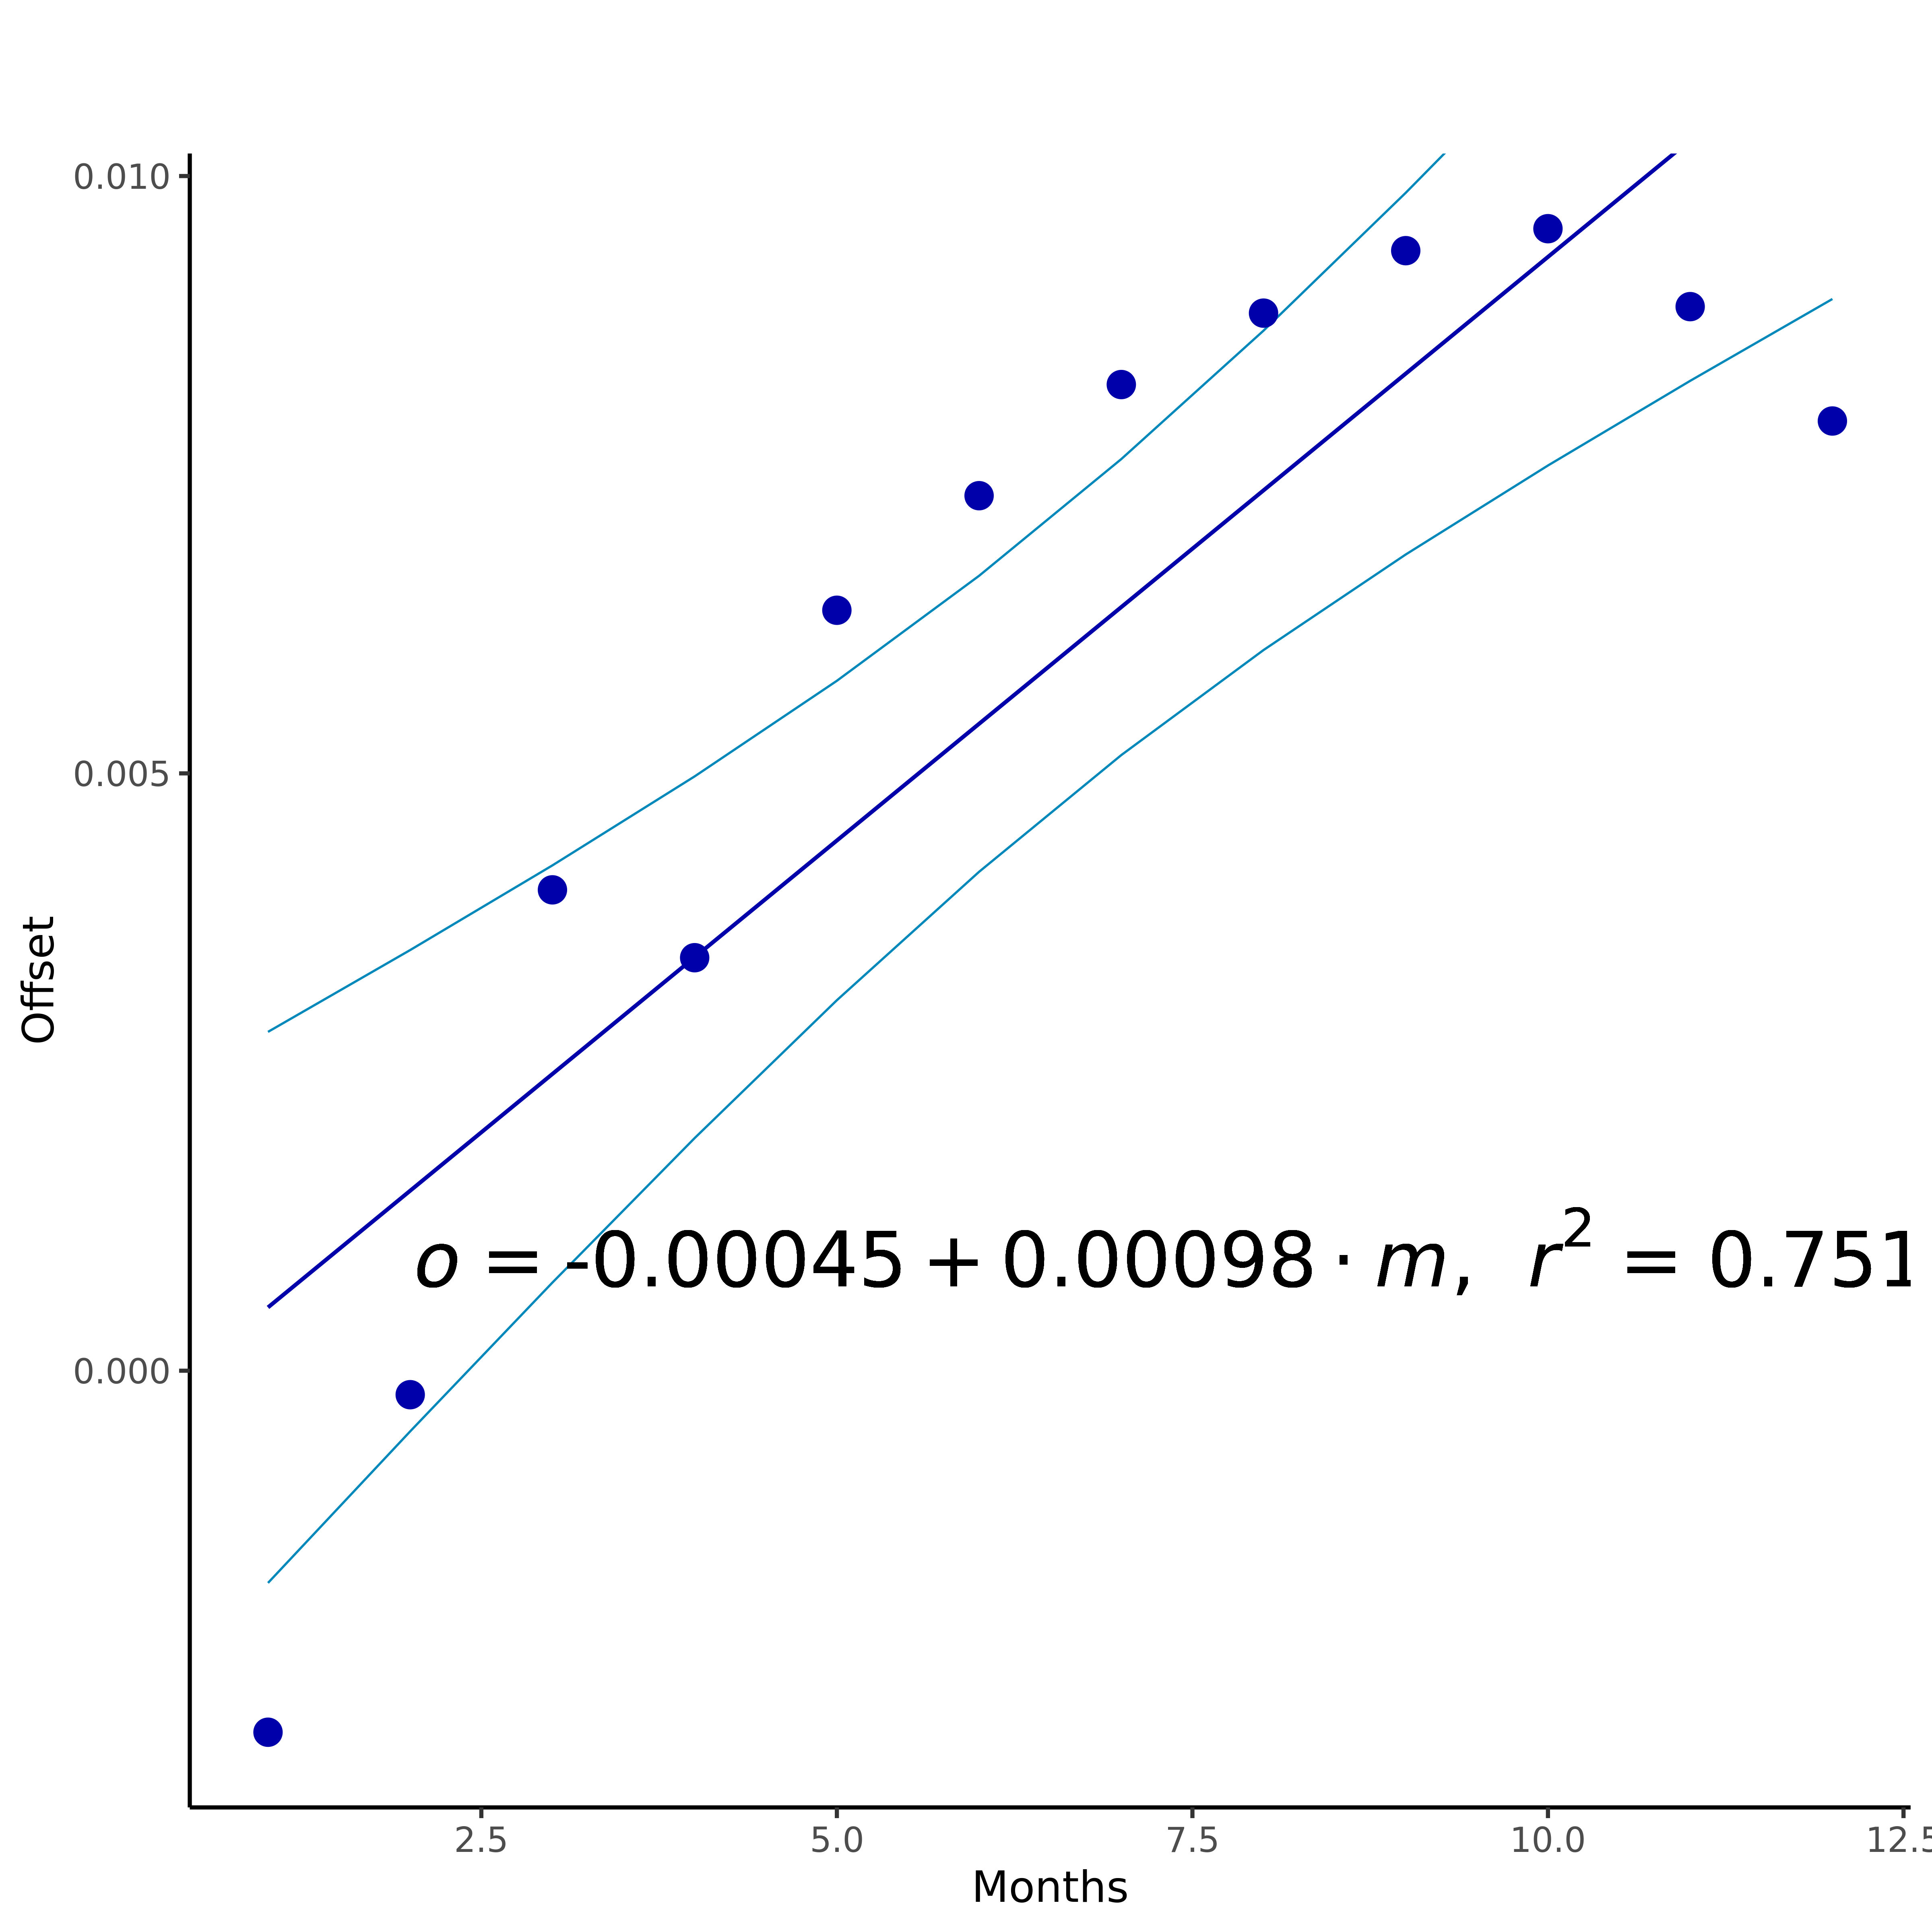 0.010
0.005
0.000
Offset
o = -0.00045 + 0.00098 · m, r² = 0.751
2.5 5.0 7.5 10.0 12.5
Months